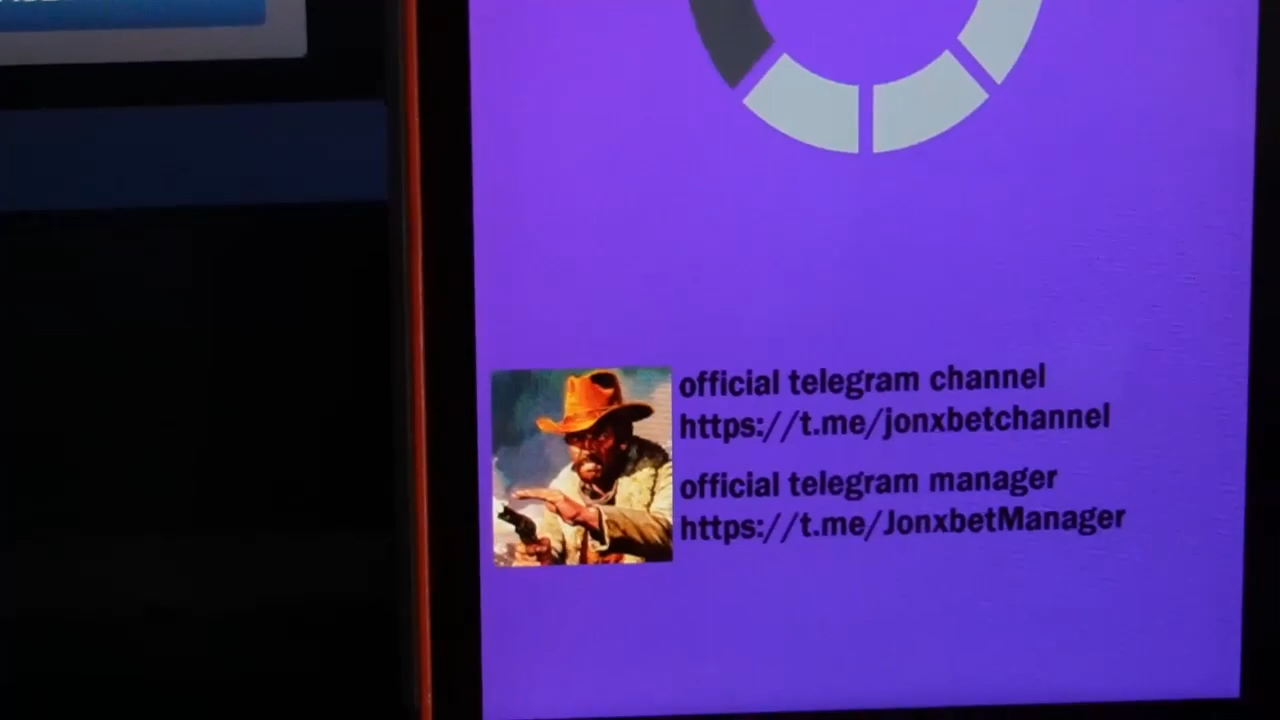 official telegram channel
https://t.me/jonxbetchannel
official telegram manager
https://t.me/JonxbetManager